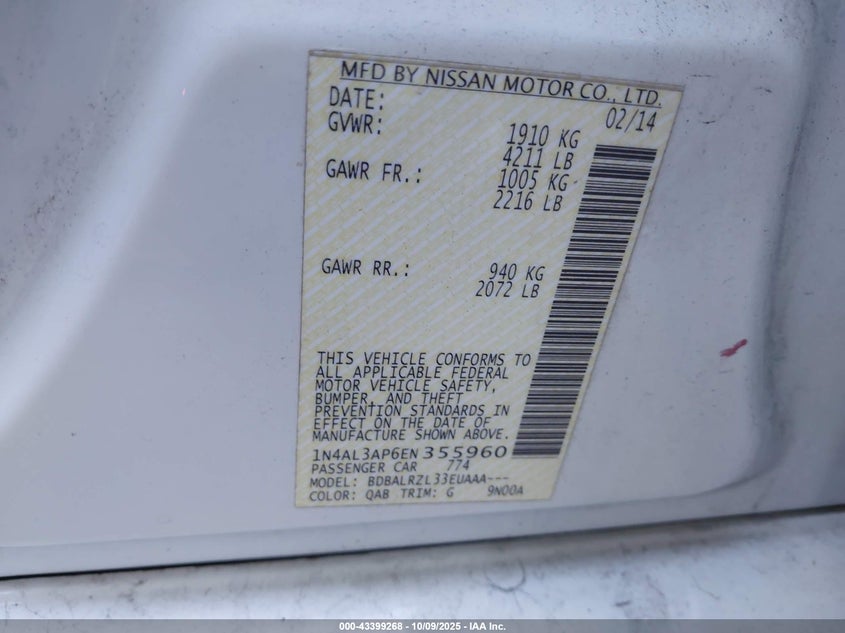 MFD BY NISSAN MOTOR CO., LTD.
DATE: 02/14
GVWR: 1910 KG
4211 LB
GAWR FR.: 1005 KG
2216 LB
GAWR RR.: 940 KG
2072 LB
THIS VEHICLE CONFORMS TO
ALL APPLICABLE FEDERAL
MOTOR VEHICLE SAFETY,
BUMPER, AND THEFT
PREVENTION STANDARDS IN
EFFECT ON THE DATE OF
MANUFACTURE SHOWN ABOVE.
1N4AL3AP6EN355960
PASSENGER CAR 774
MODEL: BDBALRZL33EUAAA---
COLOR: QAB TRIM: G 9N00A
000-43399268 - 10/09/2025 - IAA Inc.